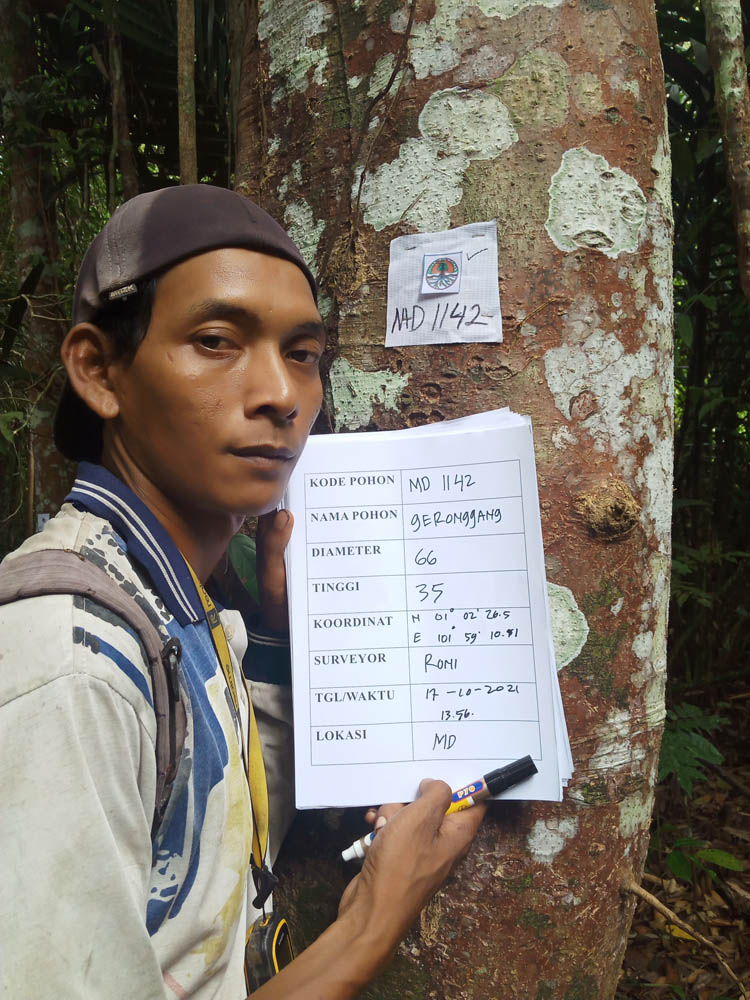 MD 1142
KODE POHON MD 1142
NAMA POHON gERONggANg
DIAMETER 66
TINGGI 35
KOORDINAT N 01° 02' 26.5
E 101° 59' 10.81
SURVEYOR RONI
TGL/WAKTU 17-10-2021
13.56.
LOKASI MD